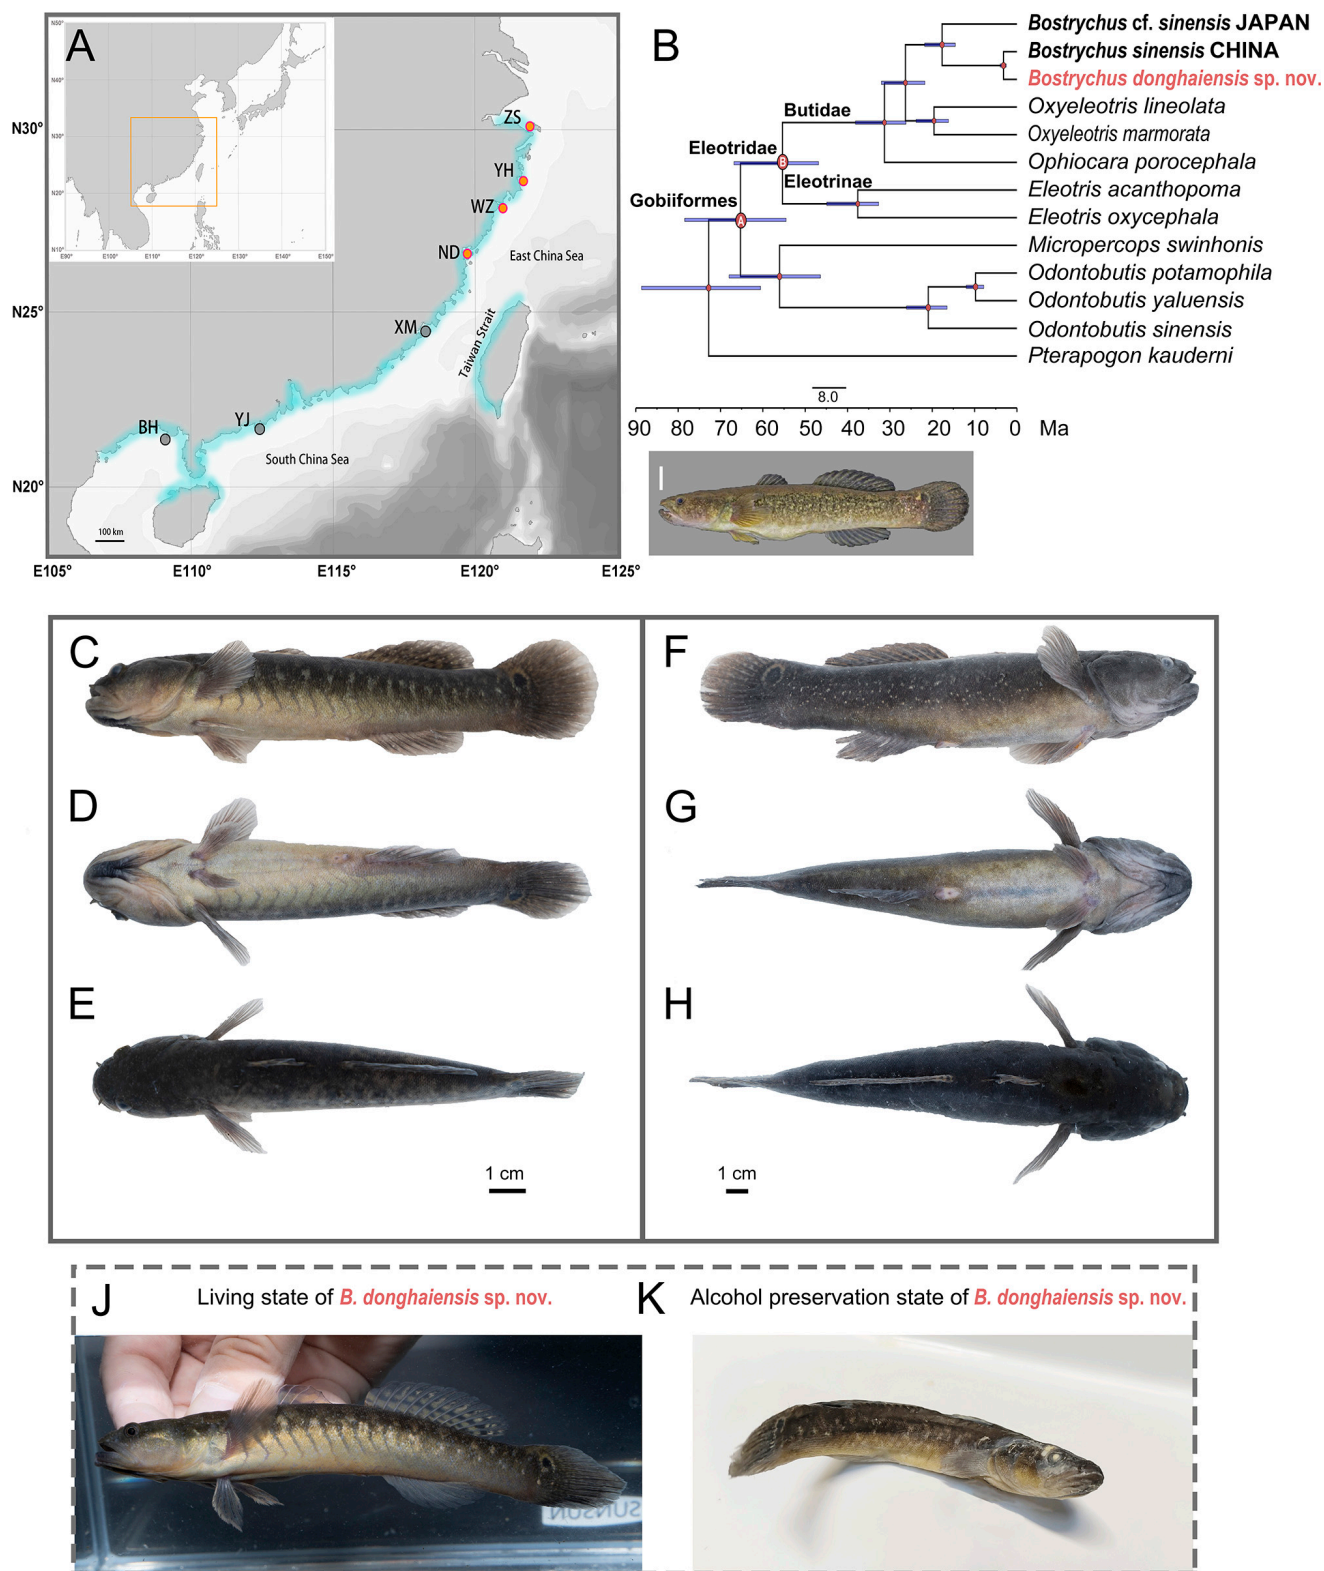 A
N50°
N40°
N30°
N20°
N10°
E90°
E100°
E110°
E120°
E130°
E140°
E150°
N30°
N25°
N20°
ZS
YH
WZ
ND
XM
YJ
BH
East China Sea
Taiwan Strait
South China Sea
100 km
E105°
E110°
E115°
E120°
E125°
B
Bostrychus cf. sinensis JAPAN
Bostrychus sinensis CHINA
Bostrychus donghaiensis sp. nov.
Oxyeleotris lineolata
Oxyeleotris marmorata
Ophiocara porocephala
Eleotris acanthopoma
Eleotris oxycephala
Micropercops swinhonis
Odontobutis potamophila
Odontobutis yaluensis
Odontobutis sinensis
Pterapogon kauderni
Butidae
Eleotridae
B
Eleotrinae
Gobiiformes
A
8.0
90 80 70 60 50 40 30 20 10 0 Ma
C
D
E
1 cm
F
G
H
1 cm
J
Living state of B. donghaiensis sp. nov.
SUNSUN
K
Alcohol preservation state of B. donghaiensis sp. nov.